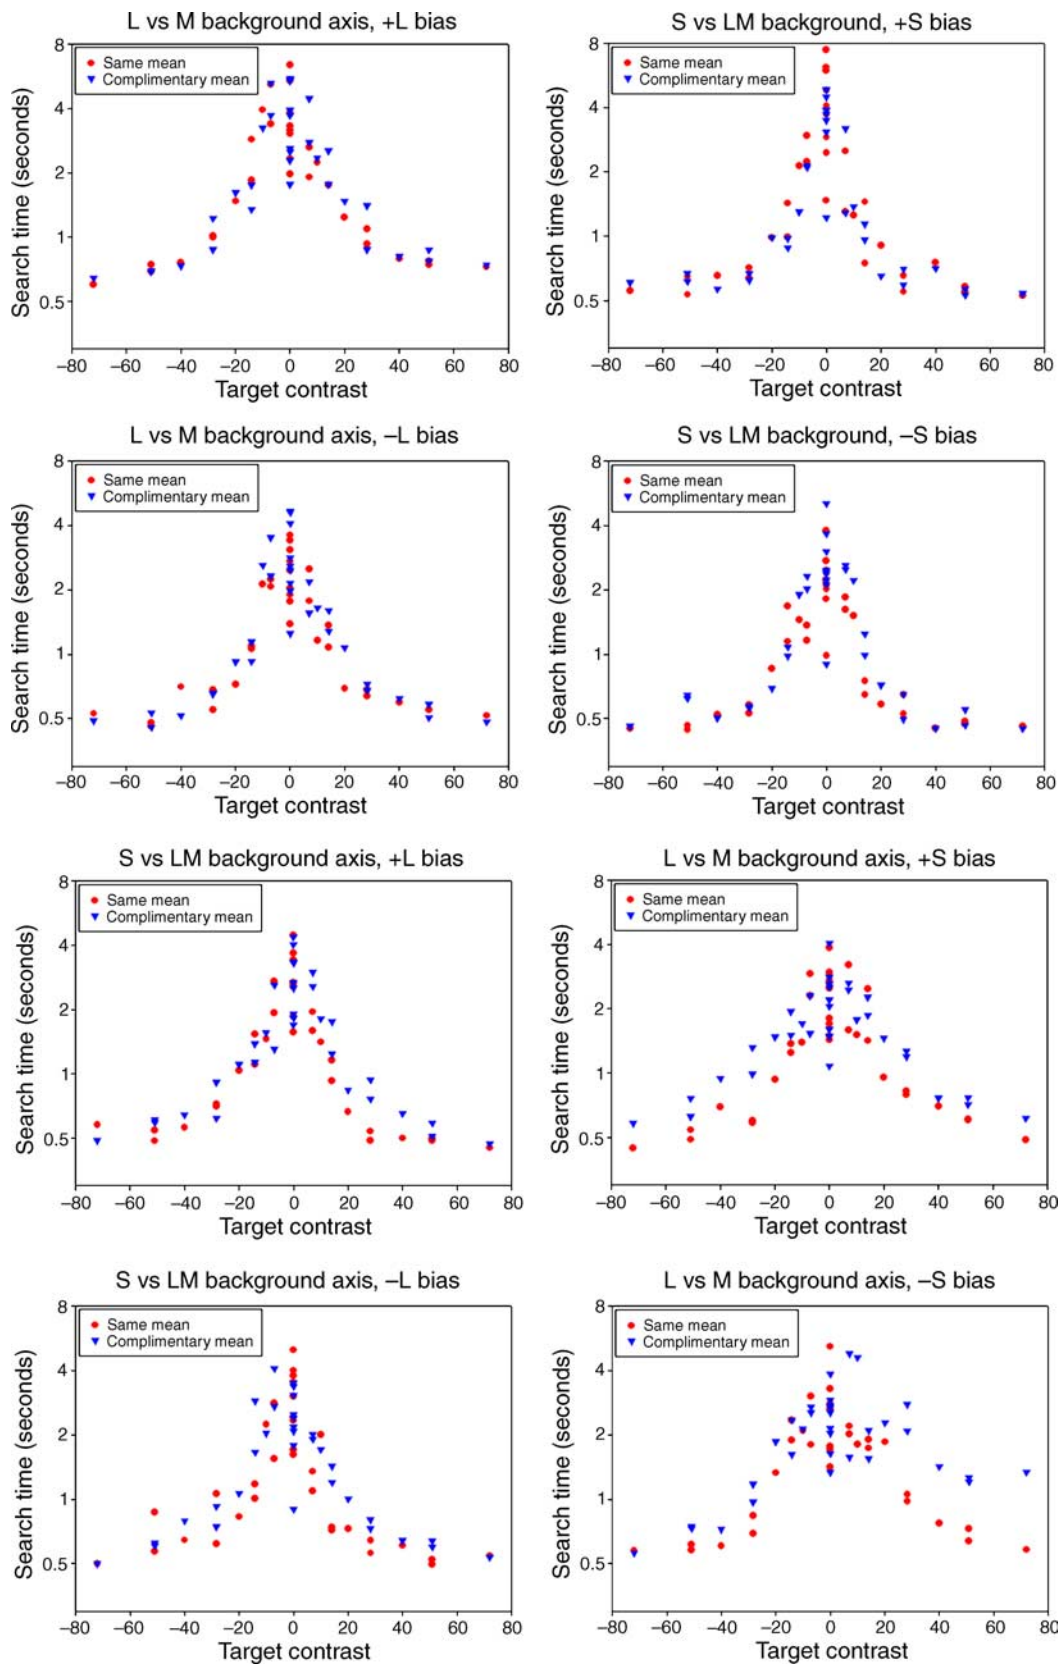 L vs M background axis, +L bias
Same mean
Complimentary mean
Search time (seconds)
8
4
2
1
0.5
−80 −60 −40 −20 0 20 40 60 80
Target contrast
S vs LM background, +S bias
Same mean
Complimentary mean
Search time (seconds)
8
4
2
1
0.5
−80 −60 −40 −20 0 20 40 60 80
Target contrast
L vs M background axis, −L bias
Same mean
Complimentary mean
Search time (seconds)
8
4
2
1
0.5
−80 −60 −40 −20 0 20 40 60 80
Target contrast
S vs LM background, −S bias
Same mean
Complimentary mean
Search time (seconds)
8
4
2
1
0.5
−80 −60 −40 −20 0 20 40 60 80
Target contrast
S vs LM background axis, +L bias
Same mean
Complimentary mean
Search time (seconds)
8
4
2
1
0.5
−80 −60 −40 −20 0 20 40 60 80
Target contrast
L vs M background axis, +S bias
Same mean
Complimentary mean
Search time (seconds)
8
4
2
1
0.5
−80 −60 −40 −20 0 20 40 60 80
Target contrast
S vs LM background axis, −L bias
Same mean
Complimentary mean
Search time (seconds)
8
4
2
1
0.5
−80 −60 −40 −20 0 20 40 60 80
Target contrast
L vs M background axis, −S bias
Same mean
Complimentary mean
Search time (seconds)
8
4
2
1
0.5
−80 −60 −40 −20 0 20 40 60 80
Target contrast